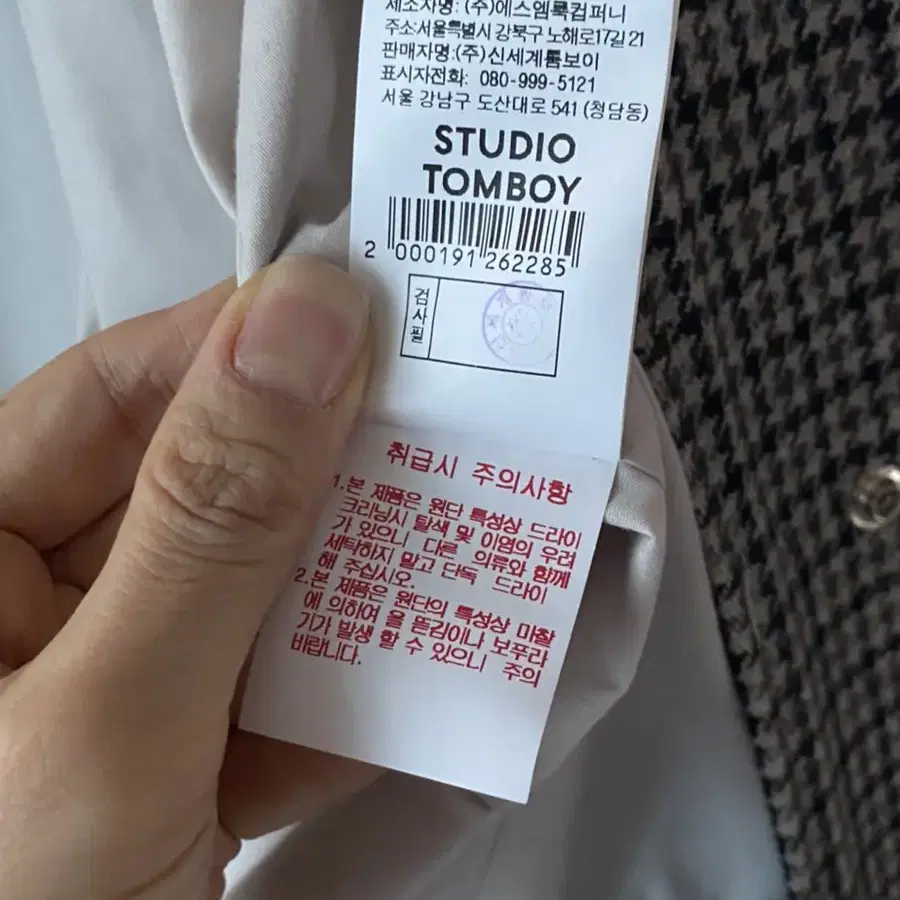 제조자명: (주)에스엠룩컴퍼니
주소서울특별시 강북구 노해로17길 21
판매자명:(주)신세계톰보이
표시자전화: 080-999-5121
서울 강남구 도산대로 541 (청담동)
STUDIO
TOMBOY
2 000191 262285
검사필
취급시 주의사항
1.본 제품은 원단 특성상 드라이
크리닝시 탈색 및 이염의 우려
가 있으니 다른 의류와 함께
세탁하지 말고 단독 드라이
해 주십시오.
2.본 제품은 원단의 특성상 마찰
에 의하여 올 뜯김이나 보푸라
기가 발생 할 수 있으니 주의
바랍니다.